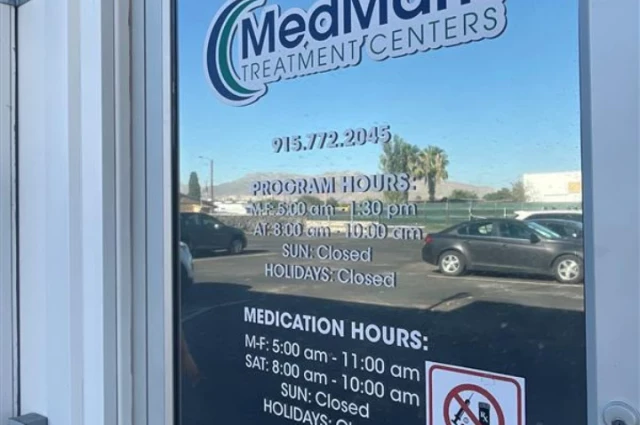 MedMark
TREATMENT CENTERS
915.772.2045
PROGRAM HOURS:
M-F: 5:00 am - 1:30 pm
AT: 8:00 am - 10:00 am
SUN: Closed
HOLIDAYS: Closed
MEDICATION HOURS:
M-F: 5:00 am - 11:00 am
SAT: 8:00 am - 10:00 am
SUN: Closed
HOLIDAYS: